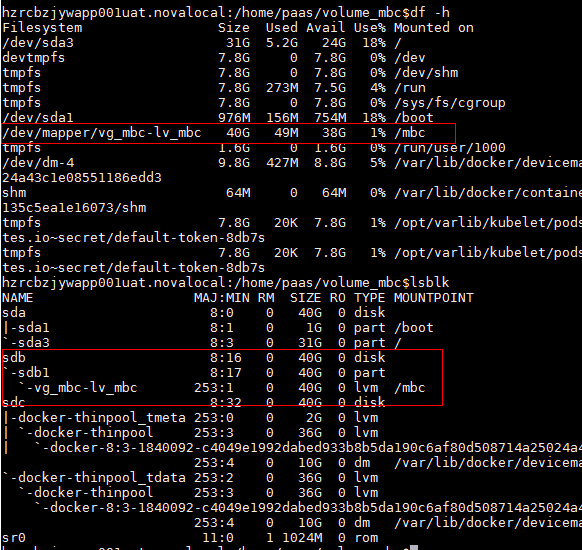 hzrcbzjywapp001uat.novalocal:/home/paas/volume_mbc$df -h
Filesystem Size Used Avail Use% Mounted on
/dev/sda3 31G 5.2G 24G 18% /
devtmpfs 7.8G 0 7.8G 0% /dev
tmpfs 7.8G 0 7.8G 0% /dev/shm
tmpfs 7.8G 273M 7.5G 4% /run
tmpfs 7.8G 0 7.8G 0% /sys/fs/cgroup
/dev/sda1 976M 156M 754M 18% /boot
/dev/mapper/vg_mbc-lv_mbc 40G 49M 38G 1% /mbc
tmpfs 1.6G 0 1.6G 0% /run/user/1000
/dev/dm-4 9.8G 427M 8.8G 5% /var/lib/docker/devicema
24a43c1e08551186edd3
shm 64M 0 64M 0% /var/lib/docker/containe
135c5ea1e16073/shm
tmpfs 7.8G 20K 7.8G 1% /opt/varlib/kubelet/pods
tes.io~secret/default-token-8db7s
tmpfs 7.8G 20K 7.8G 1% /opt/varlib/kubelet/pods
tes.io~secret/default-token-8db7s
hzrcbzjywapp001uat.novalocal:/home/paas/volume_mbc$lsblk
NAME MAJ:MIN RM SIZE RO TYPE MOUNTPOINT
sda 8:0 0 40G 0 disk
|-sda1 8:1 0 1G 0 part /boot
`-sda3 8:3 0 31G 0 part /
sdb 8:16 0 40G 0 disk
`-sdb1 8:17 0 40G 0 part
`-vg_mbc-lv_mbc 253:1 0 40G 0 lvm /mbc
sdc 8:32 0 40G 0 disk
|-docker-thinpool_tmeta 253:0 0 2G 0 lvm
| `-docker-thinpool 253:3 0 36G 0 lvm
| `-docker-8:3-1840092-c4049e1992dabed933b8b5da190c6af80d508714a25024a4
253:4 0 10G 0 dm /var/lib/docker/devicema
`-docker-thinpool_tdata 253:2 0 36G 0 lvm
`-docker-thinpool 253:3 0 36G 0 lvm
`-docker-8:3-1840092-c4049e1992dabed933b8b5da190c6af80d508714a25024a4
253:4 0 10G 0 dm /var/lib/docker/devicema
sr0 11:0 1 1024M 0 rom